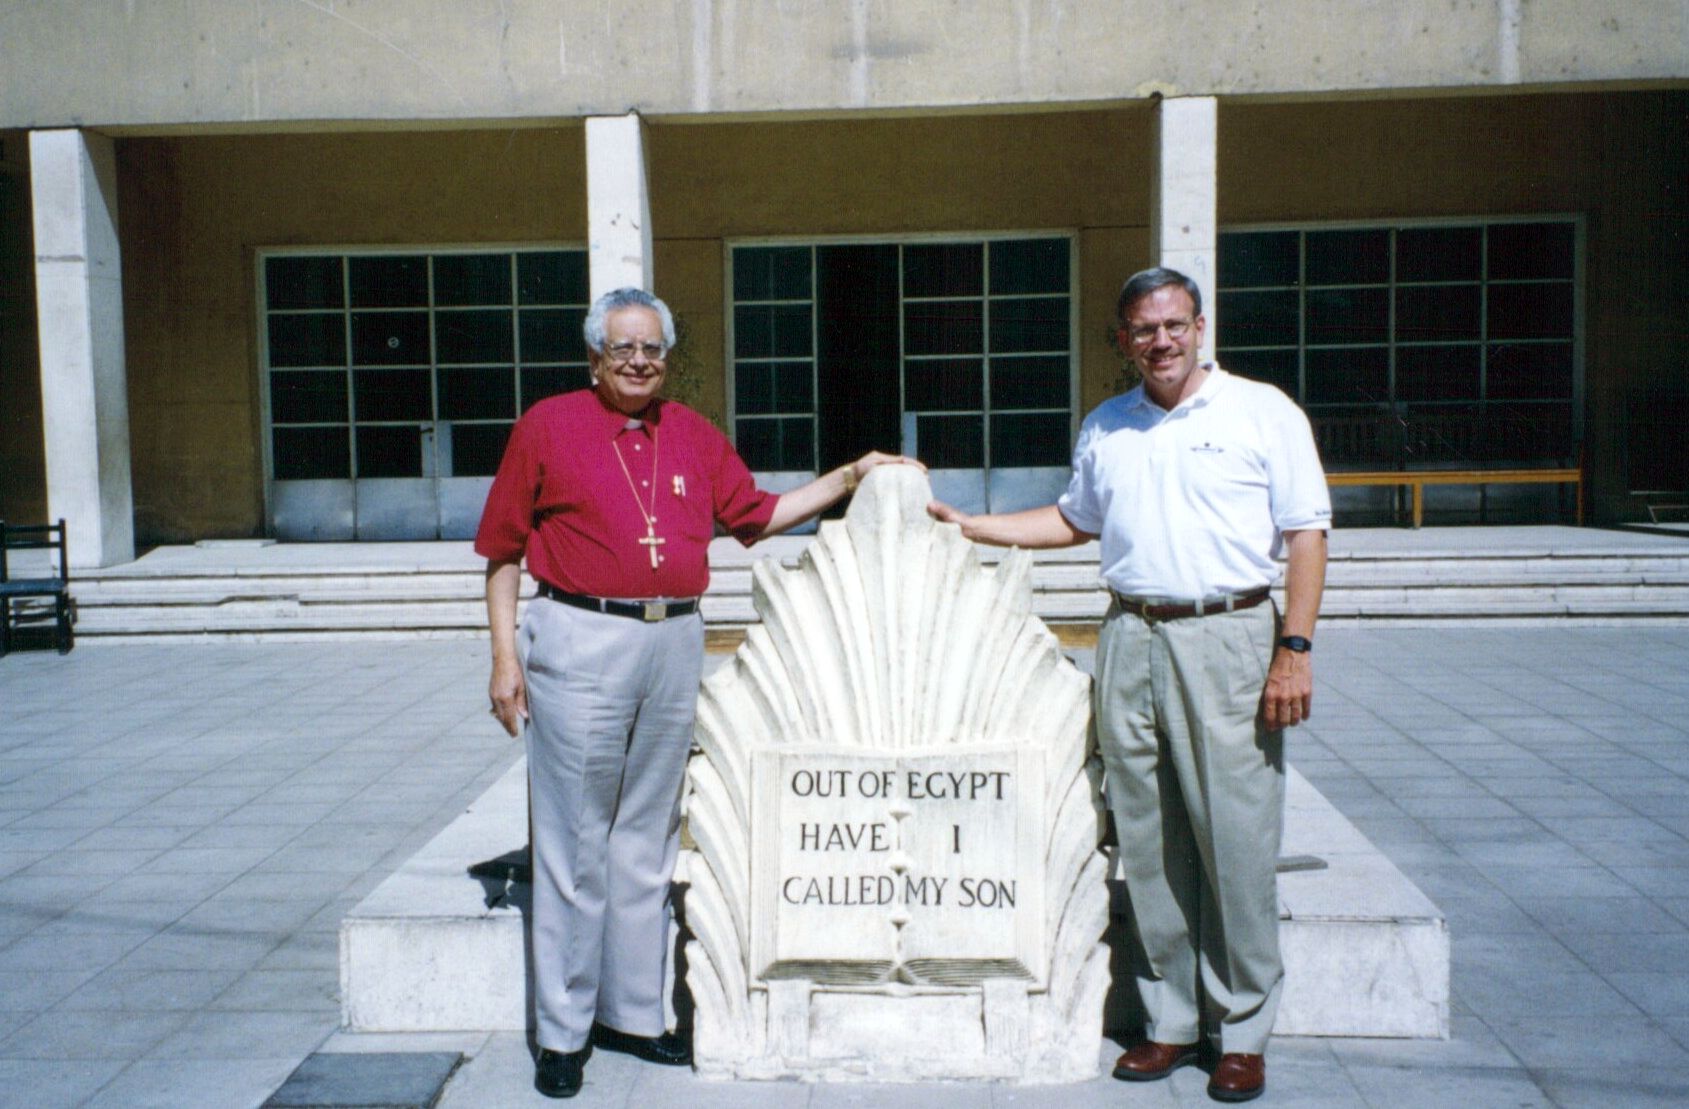 OUT OF EGYPT
HAVE I
CALLED MY SON